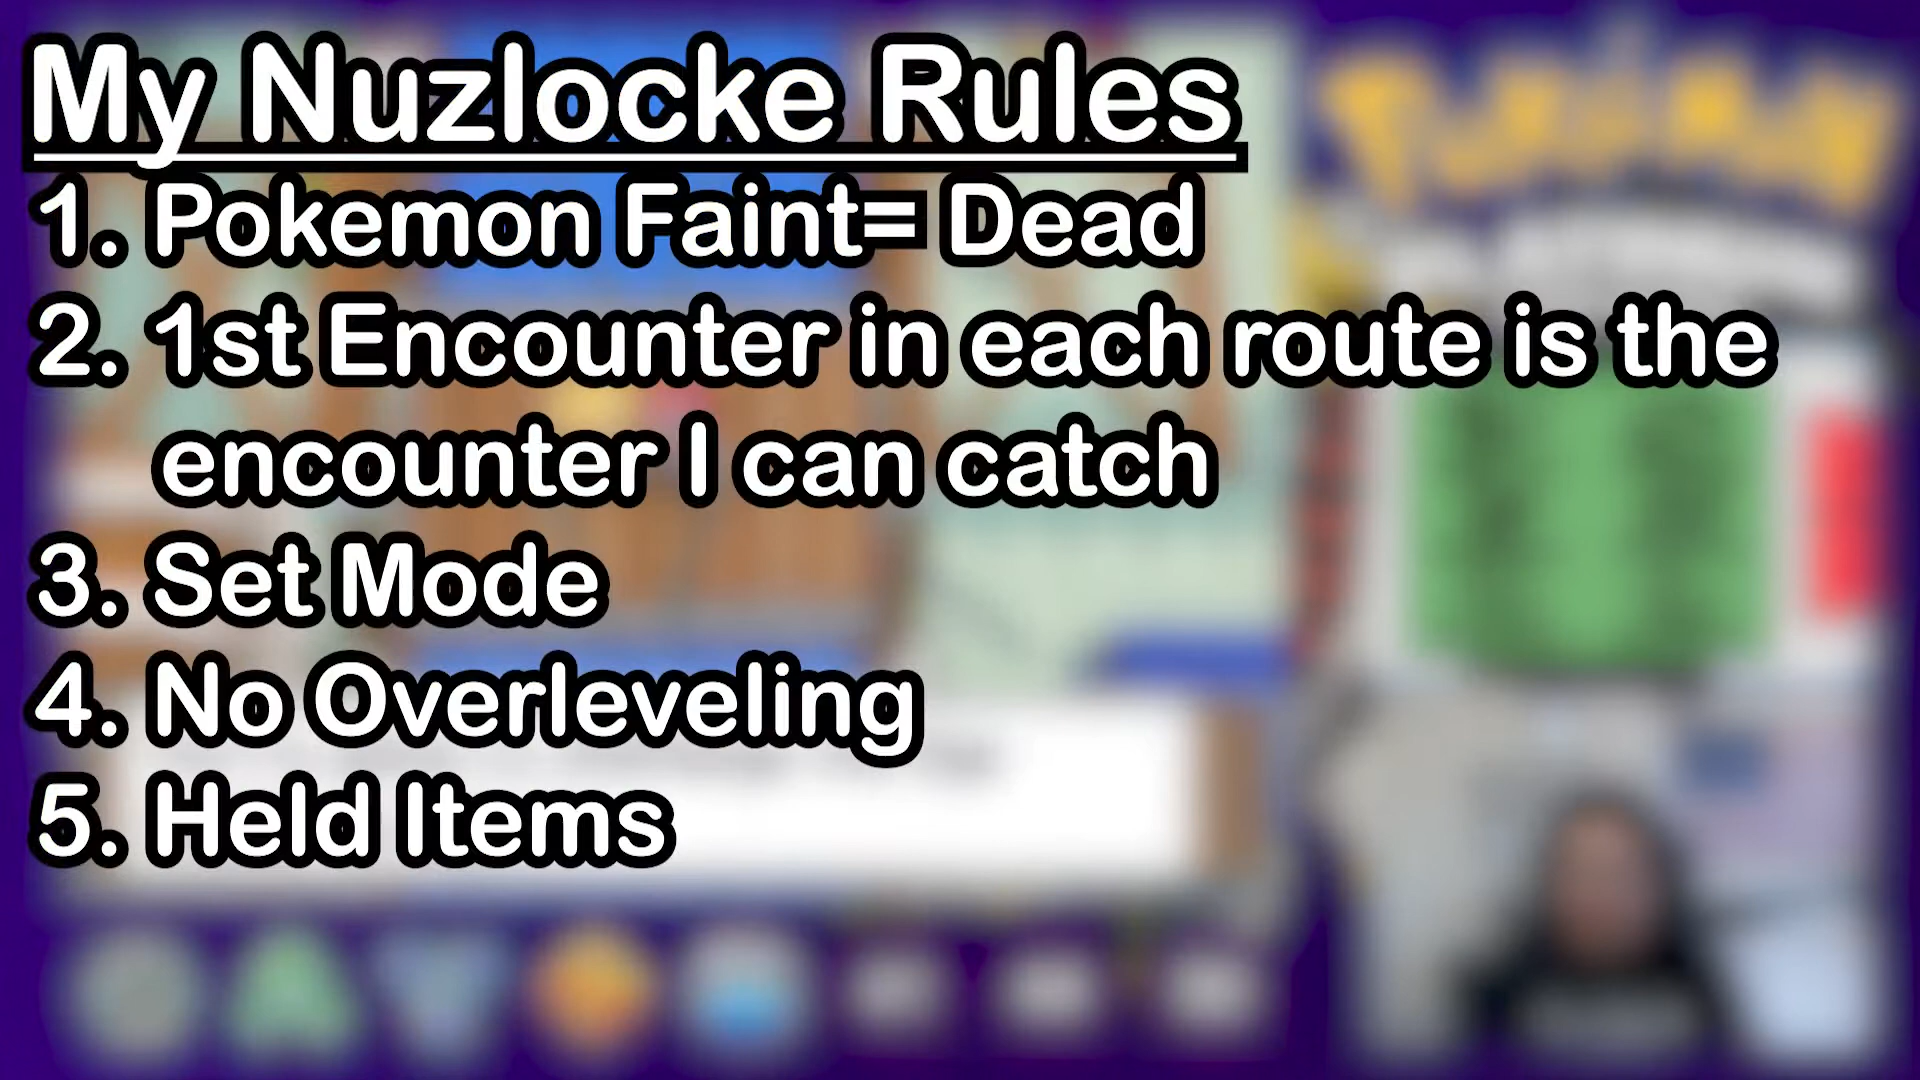 My Nuzlocke Rules
1. Pokemon Faint= Dead
2. 1st Encounter in each route is the
encounter I can catch
3. Set Mode
4. No Overleveling
5. Held Items